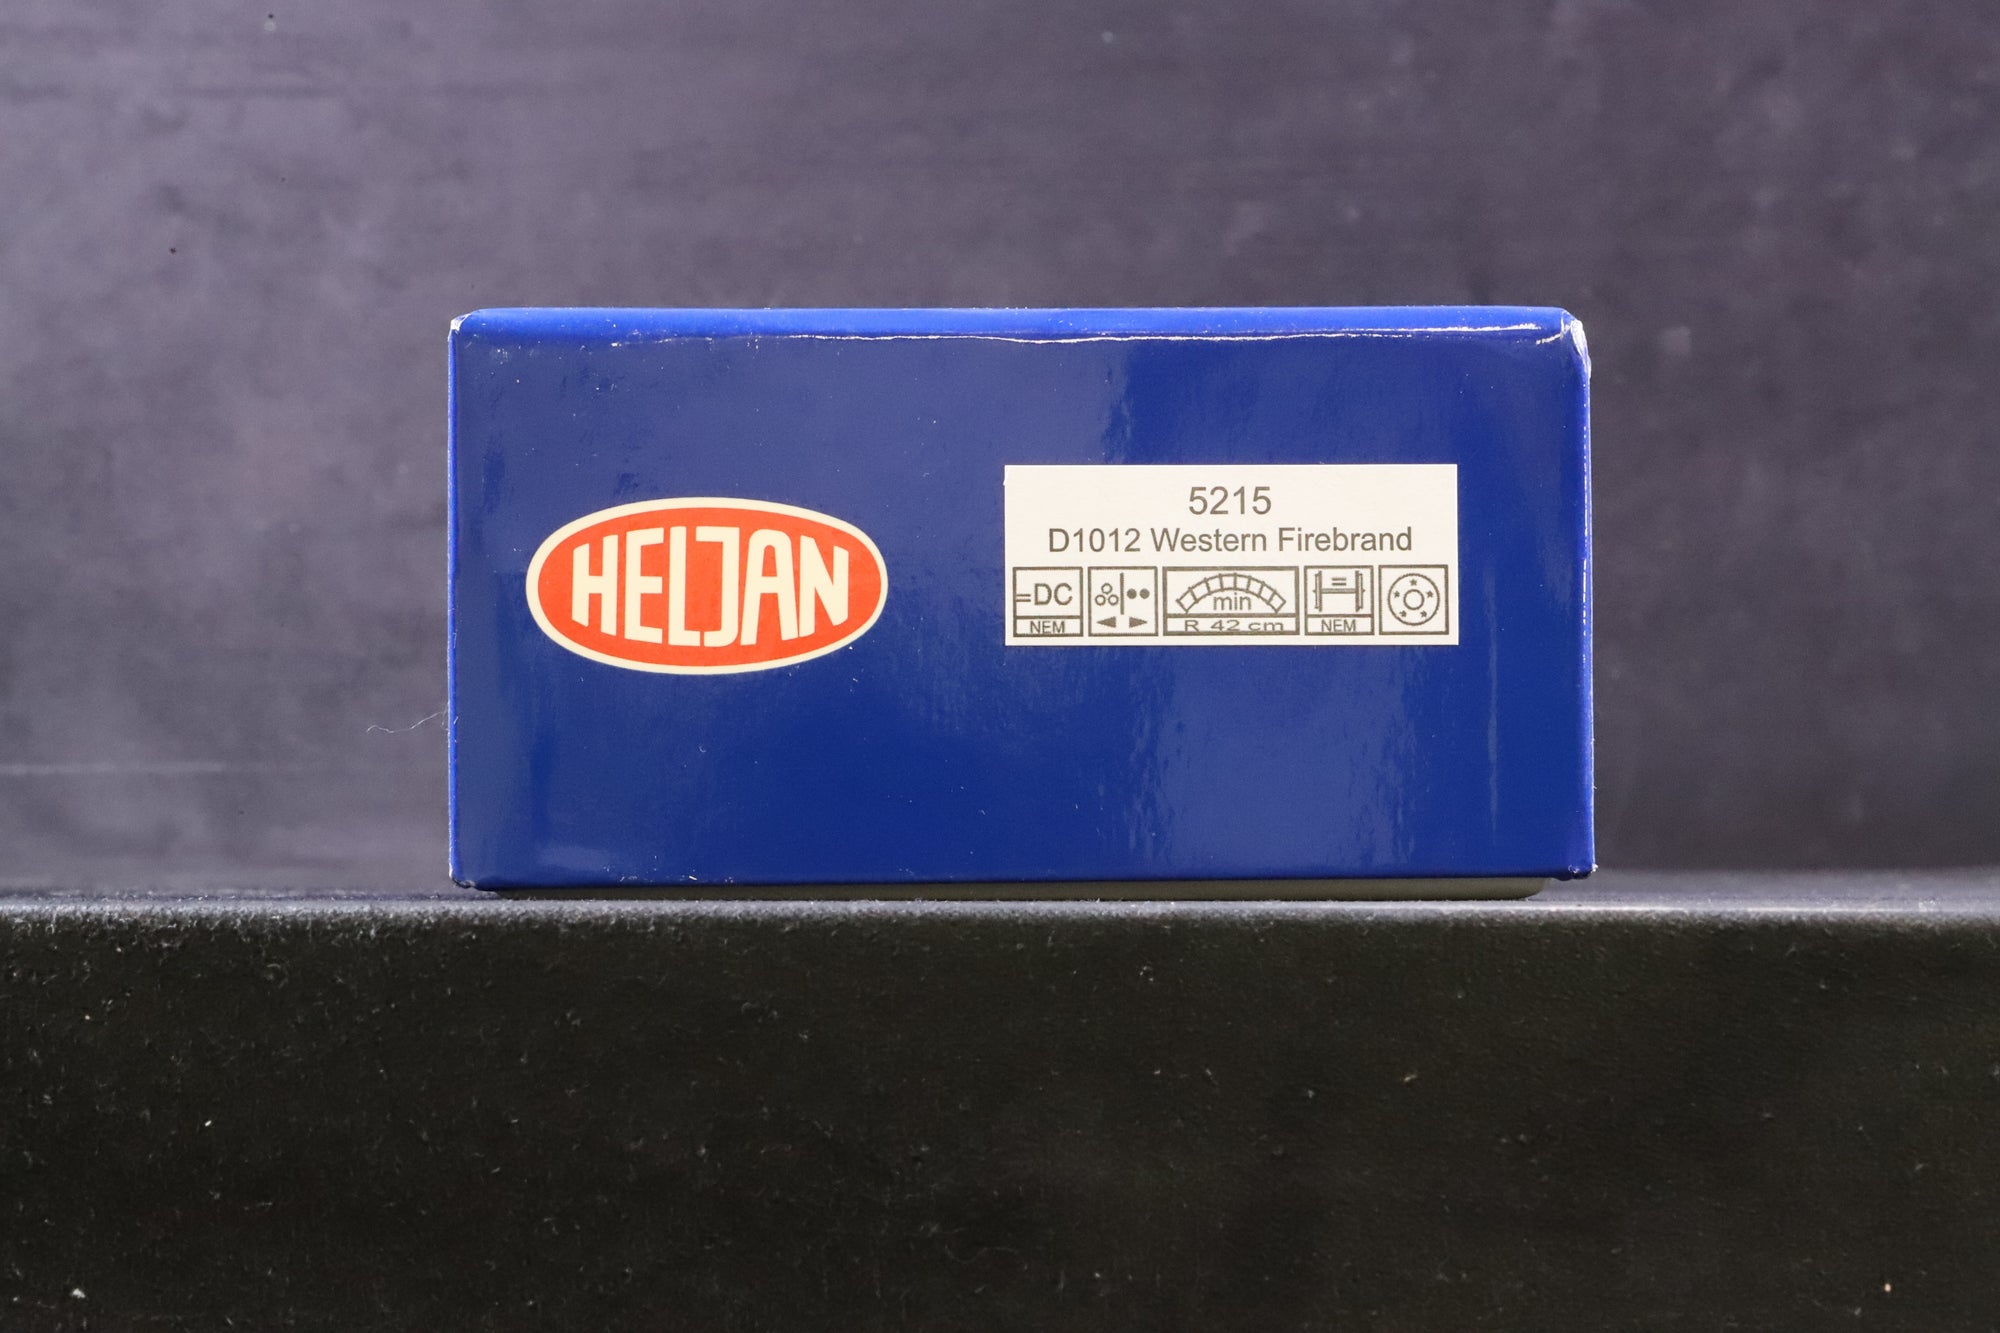 HELJAN
5215
D1012 Western Firebrand
=DC
NEM
min
R 42 cm
NEM